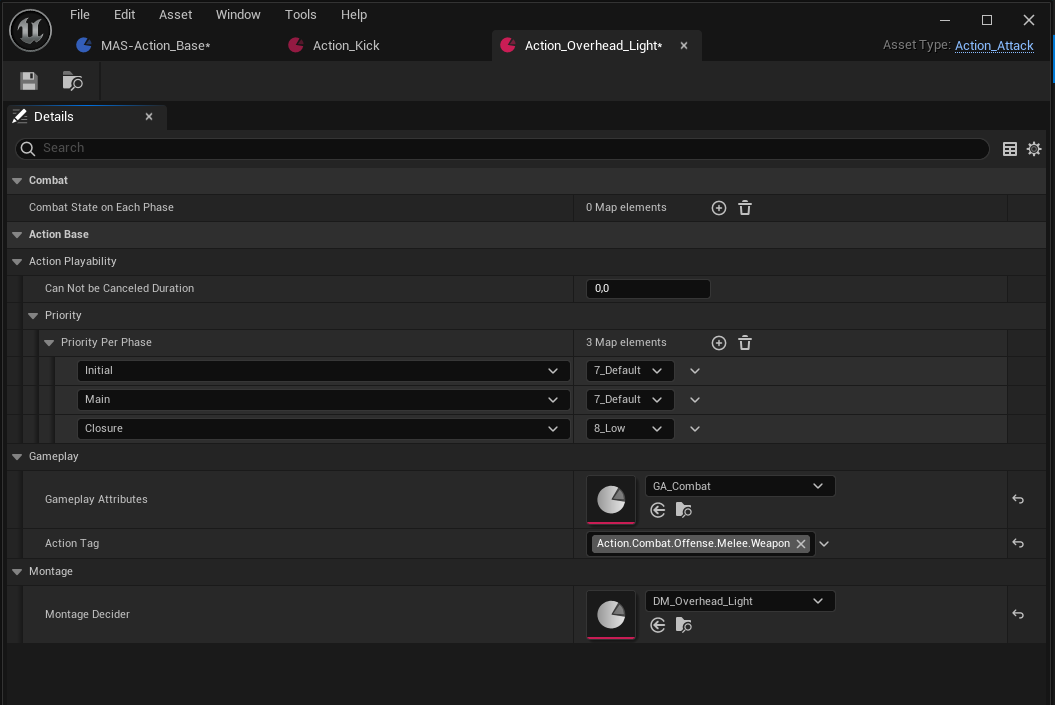 File Edit Asset Window Tools Help
MAS-Action_Base* Action_Kick Action_Overhead_Light* Asset Type: Action_Attack
Details
Search
Combat
Combat State on Each Phase 0 Map elements
Action Base
Action Playability
Can Not be Canceled Duration 0,0
Priority
Priority Per Phase 3 Map elements
Initial 7_Default
Main 7_Default
Closure 8_Low
Gameplay
Gameplay Attributes GA_Combat
Action Tag Action.Combat.Offense.Melee.Weapon
Montage
Montage Decider DM_Overhead_Light